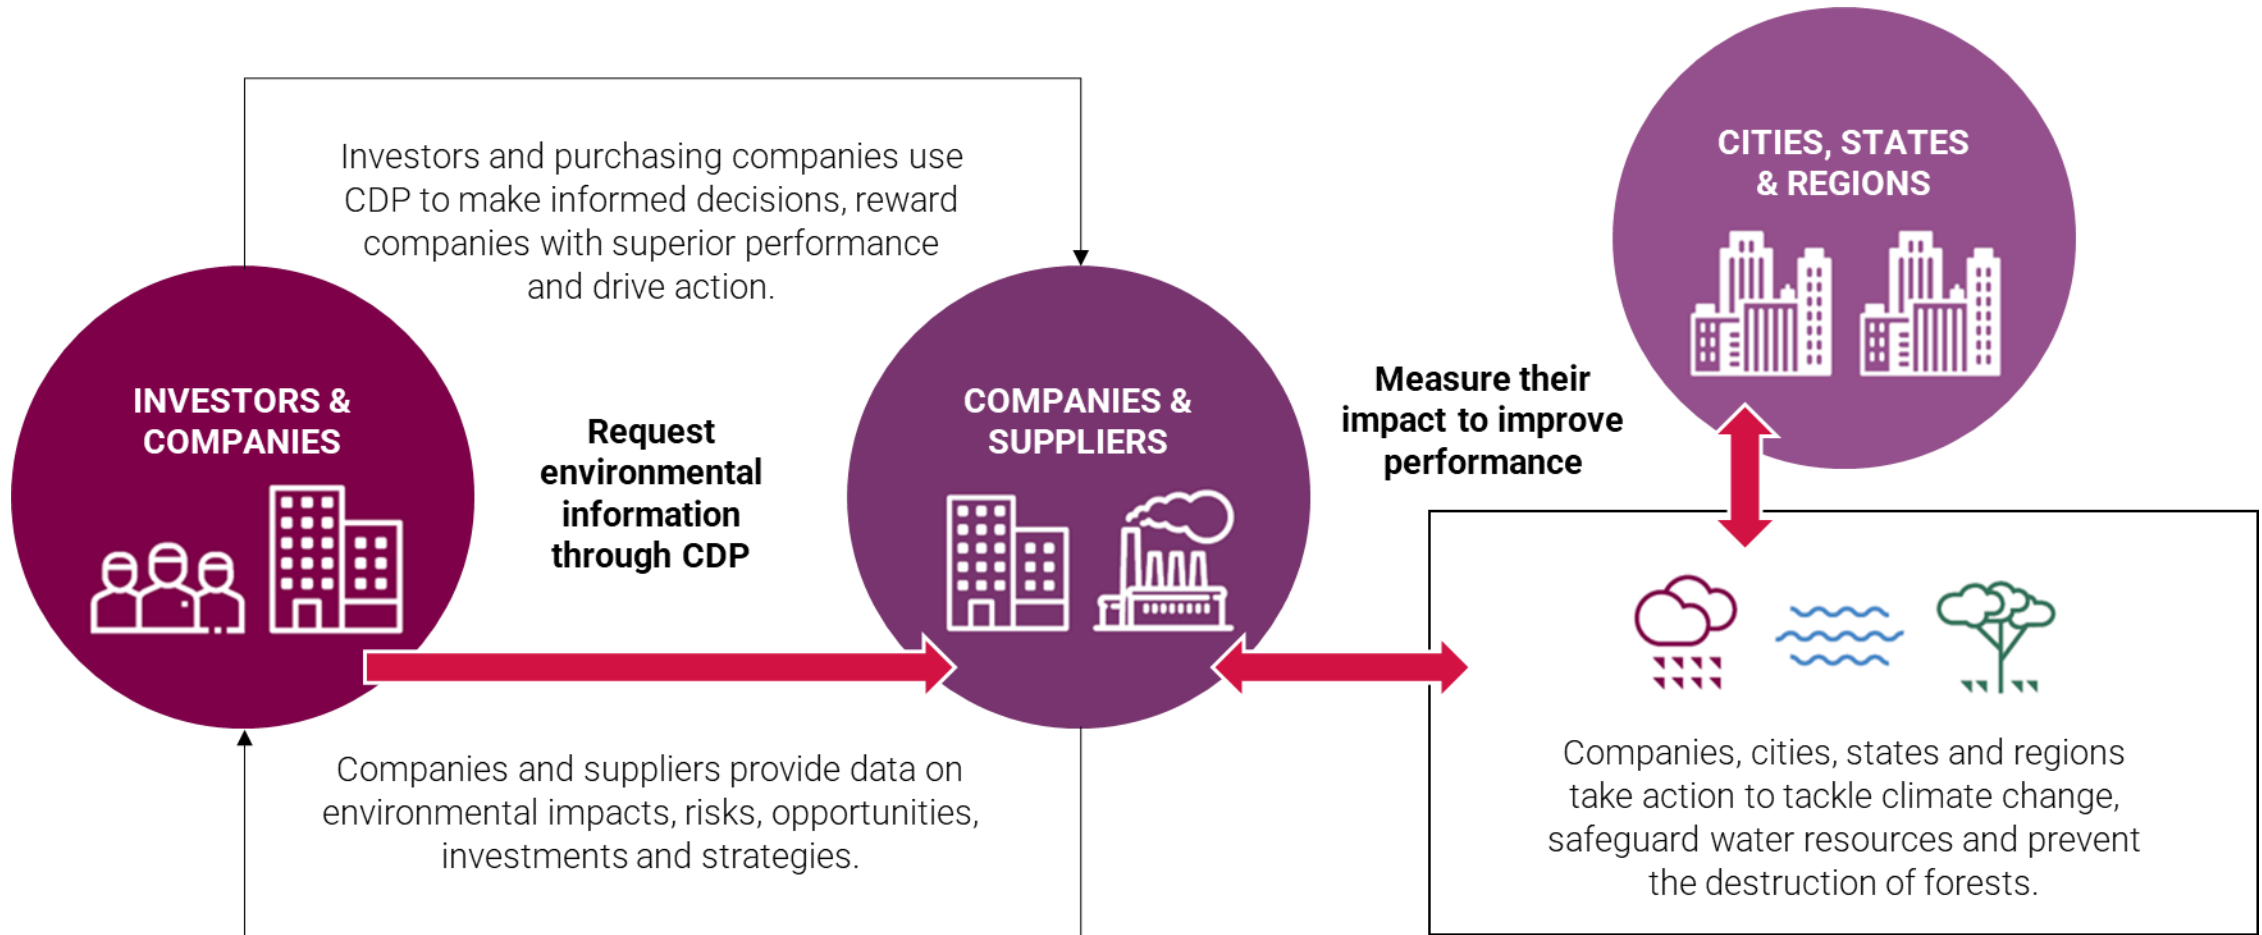 Investors and purchasing companies use
CDP to make informed decisions, reward
companies with superior performance
and drive action.
INVESTORS &
COMPANIES
Request
environmental
information
through CDP
COMPANIES &
SUPPLIERS
Companies and suppliers provide data on
environmental impacts, risks, opportunities,
investments and strategies.
Measure their
impact to improve
performance
CITIES, STATES
& REGIONS
Companies, cities, states and regions
take action to tackle climate change,
safeguard water resources and prevent
the destruction of forests.